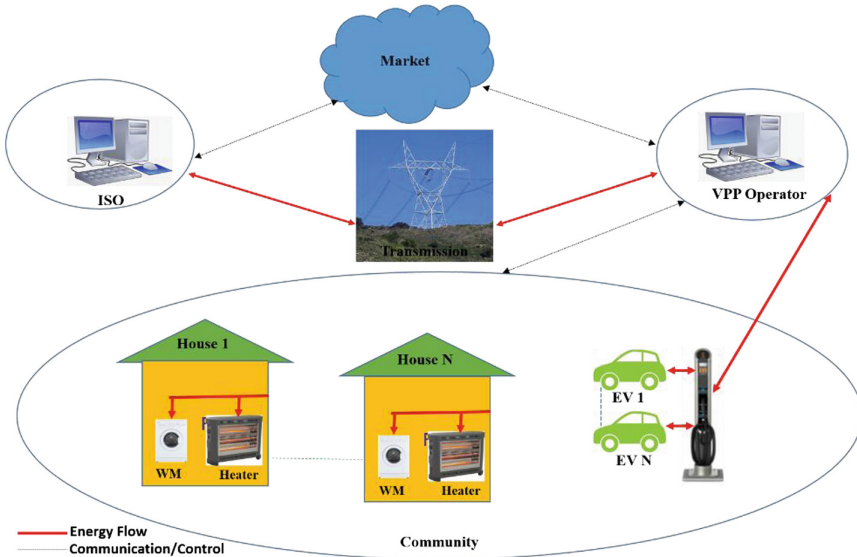 Market
ISO
VPP Operator
Transmission
House 1
House N
WM
Heater
WM
Heater
EV 1
EV N
Energy Flow
Communication/Control
Community